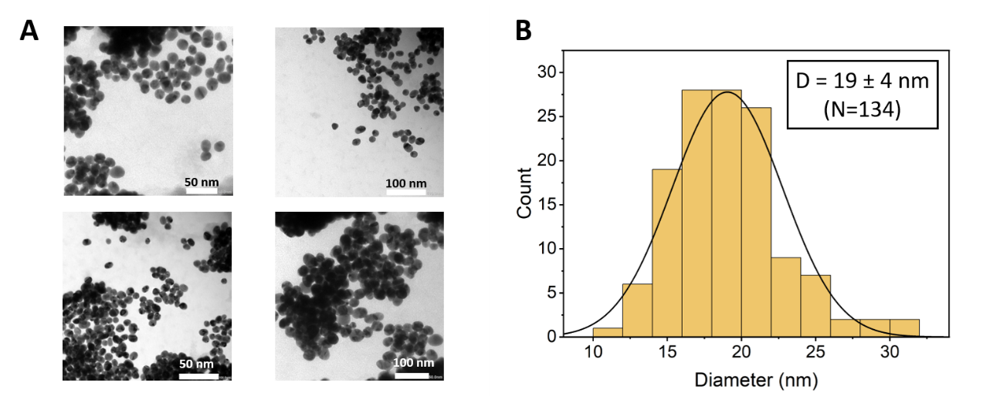 A
50 nm
100 nm
50 nm
100 nm
B
D = 19 ± 4 nm
(N=134)
Count
30
25
20
15
10
5
0
10 15 20 25 30
Diameter (nm)